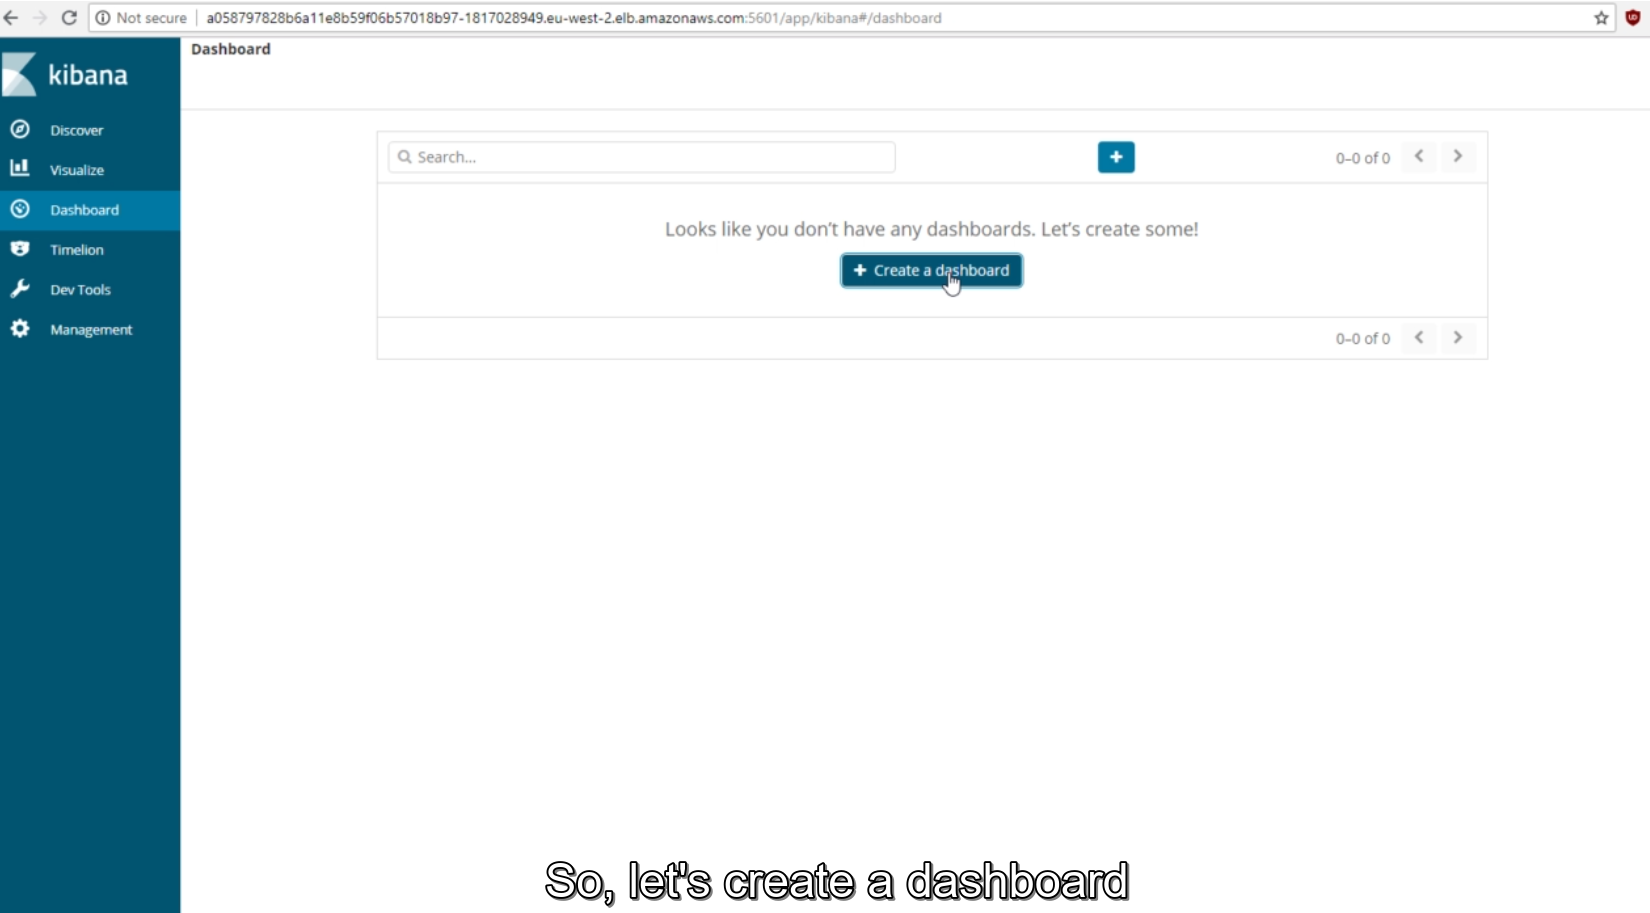 Not secure | a058797828b6a11e8b59f06b57018b97-1817028949.eu-west-2.elb.amazonaws.com:5601/app/kibana#/dashboard
kibana
Discover
Visualize
Dashboard
Timelion
Dev Tools
Management
Dashboard
Search...
0–0 of 0
Looks like you don't have any dashboards. Let's create some!
Create a dashboard
0–0 of 0
So, let's create a dashboard